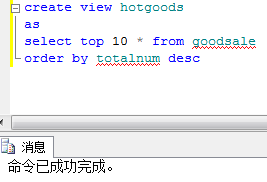 create view hotgoods
as
select top 10 * from goodsale
order by totalnum desc
消息
命令已成功完成。